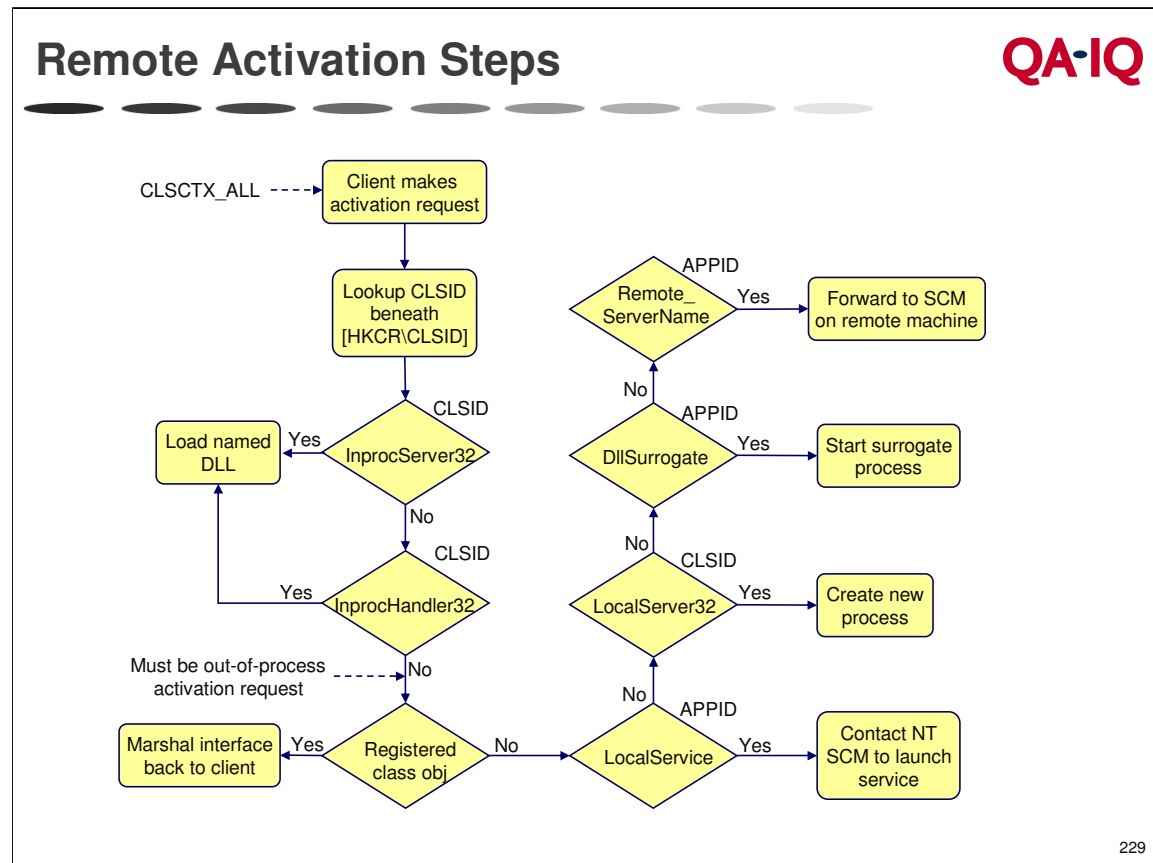 Remote Activation Steps
QA-IQ
CLSCTX_ALL
Client makes
activation request
Lookup CLSID
beneath
[HKCR\CLSID]
CLSID
InprocServer32
Yes
Load named
DLL
No
CLSID
InprocHandler32
Yes
No
Must be out-of-process
activation request
Registered
class obj
Yes
Marshal interface
back to client
No
APPID
LocalService
Yes
Contact NT
SCM to launch
service
No
CLSID
LocalServer32
Yes
Create new
process
No
APPID
DllSurrogate
Yes
Start surrogate
process
No
APPID
Remote_
ServerName
Yes
Forward to SCM
on remote machine
229